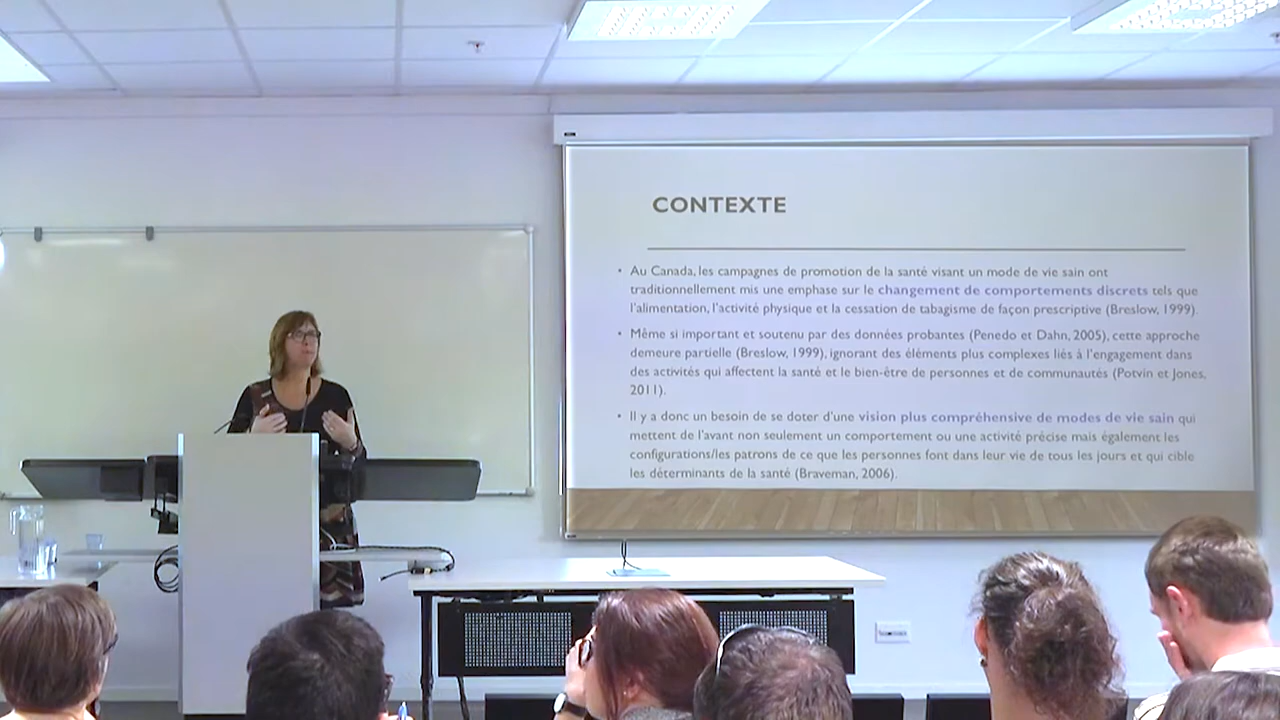 CONTEXTE
• Au Canada, les campagnes de promotion de la santé visant un mode de vie sain ont
traditionnellement mis une emphase sur le changement de comportements discrets tels que
l'alimentation, l'activité physique et la cessation de tabagisme de façon prescriptive (Breslow, 1999).
• Même si important et soutenu par des données probantes (Penedo et Dahn, 2005), cette approche
demeure partielle (Breslow, 1999), ignorant des éléments plus complexes liés à l'engagement dans
des activités qui affectent la santé et le bien-être de personnes et de communautés (Potvin et Jones,
2011).
• Il y a donc un besoin de se doter d'une vision plus compréhensive de modes de vie sain qui
mettent de l'avant non seulement un comportement ou une activité précise mais également les
configurations/les patrons de ce que les personnes font dans leur vie de tous les jours et qui cible
les déterminants de la santé (Braveman, 2006).